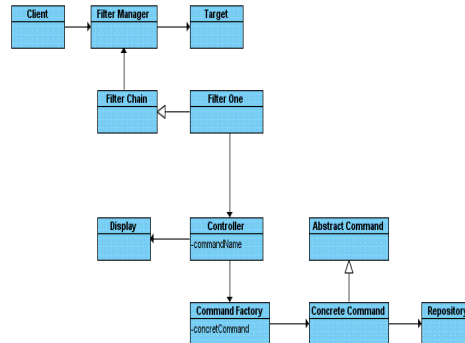 Client
Filter Manager
Target
Filter Chain
Filter One
Display
Controller
-commandName
Abstract Command
Command Factory
-concretCommand
Concrete Command
Repository